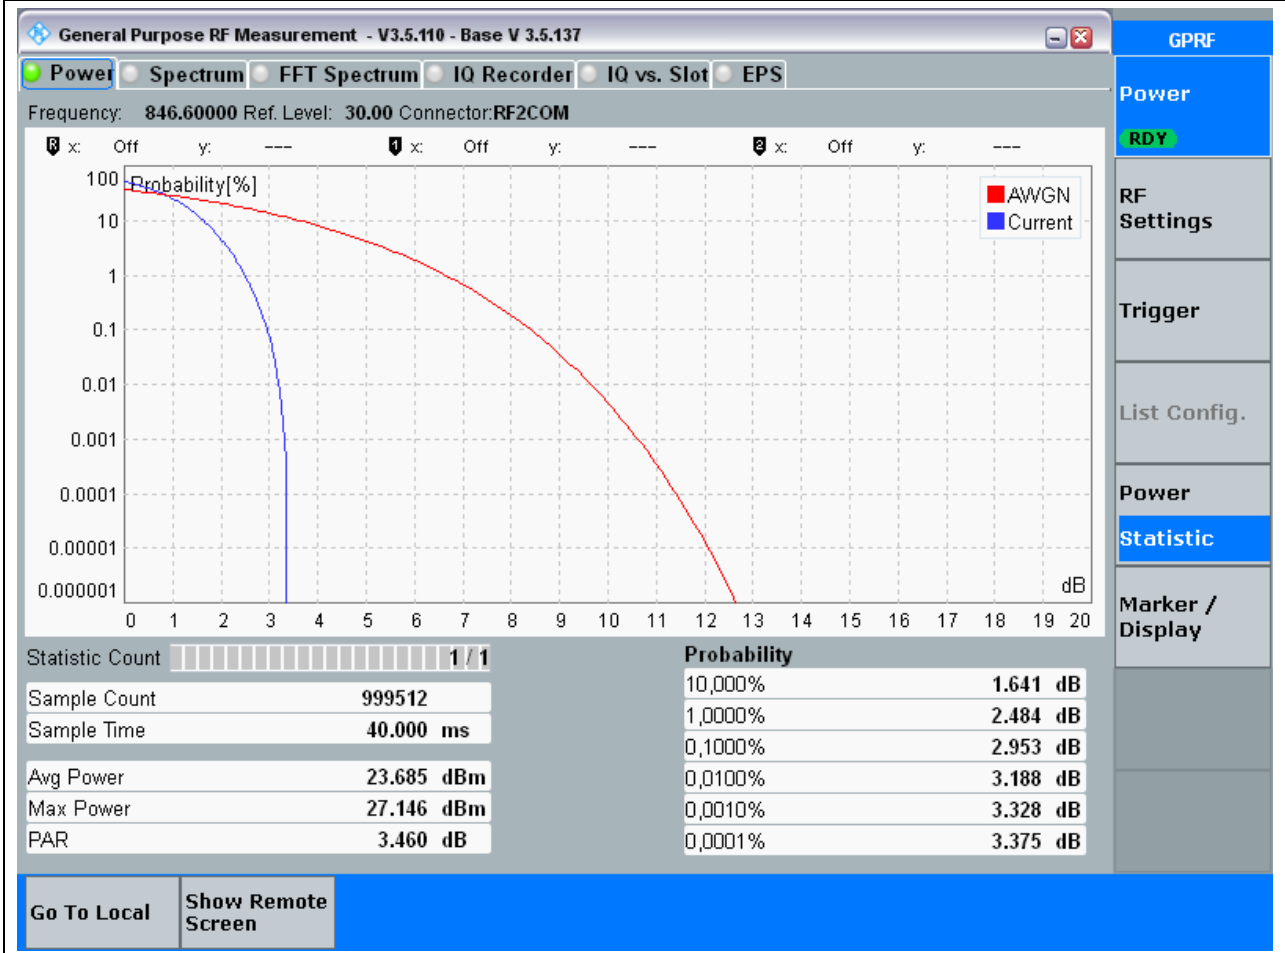 General Purpose RF Measurement - V3.5.110 - Base V 3.5.137
GPRF
Power Spectrum FFT Spectrum IQ Recorder IQ vs. Slot EPS
Power
RDY
Frequency: 846.60000 Ref. Level: 30.00 Connector:RF2COM
R x: Off y: --- 1 x: Off y: --- 2 x: Off y: ---
Probability[%]
AWGN
Current
100
10
1
0.1
0.01
0.001
0.0001
0.00001
0.000001
dB
0 1 2 3 4 5 6 7 8 9 10 11 12 13 14 15 16 17 18 19 20
RF
Settings
Trigger
List Config.
Power
Statistic
Marker /
Display
Statistic Count 1 / 1
Sample Count 999512
Sample Time 40.000 ms
Avg Power 23.685 dBm
Max Power 27.146 dBm
PAR 3.460 dB
Probability
10,000% 1.641 dB
1,0000% 2.484 dB
0,1000% 2.953 dB
0,0100% 3.188 dB
0,0010% 3.328 dB
0,0001% 3.375 dB
Go To Local
Show Remote
Screen